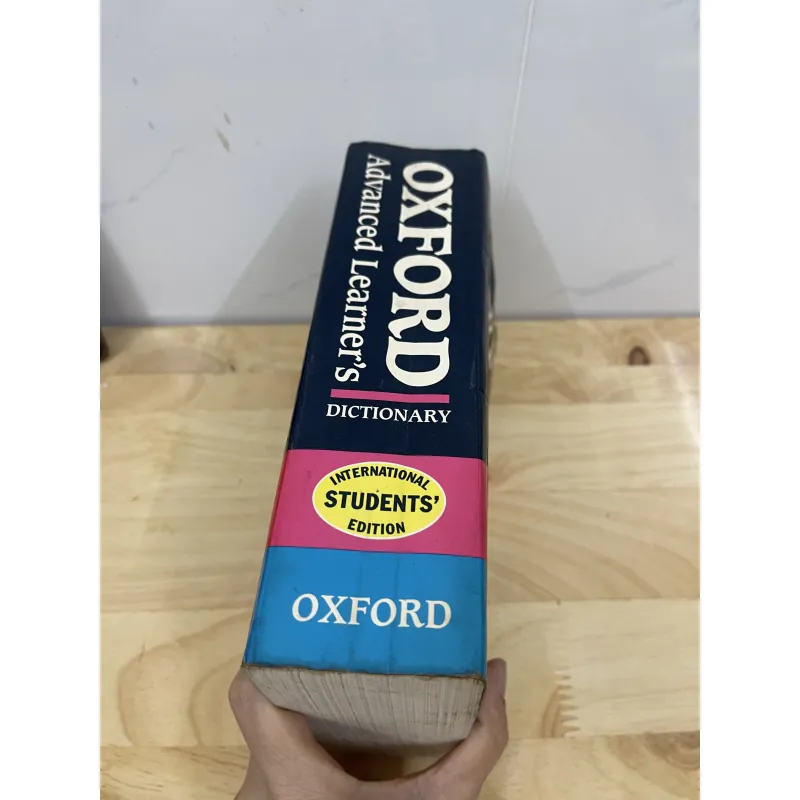 OXFORD
Advanced Learner's
DICTIONARY
INTERNATIONAL
STUDENTS'
EDITION
OXFORD